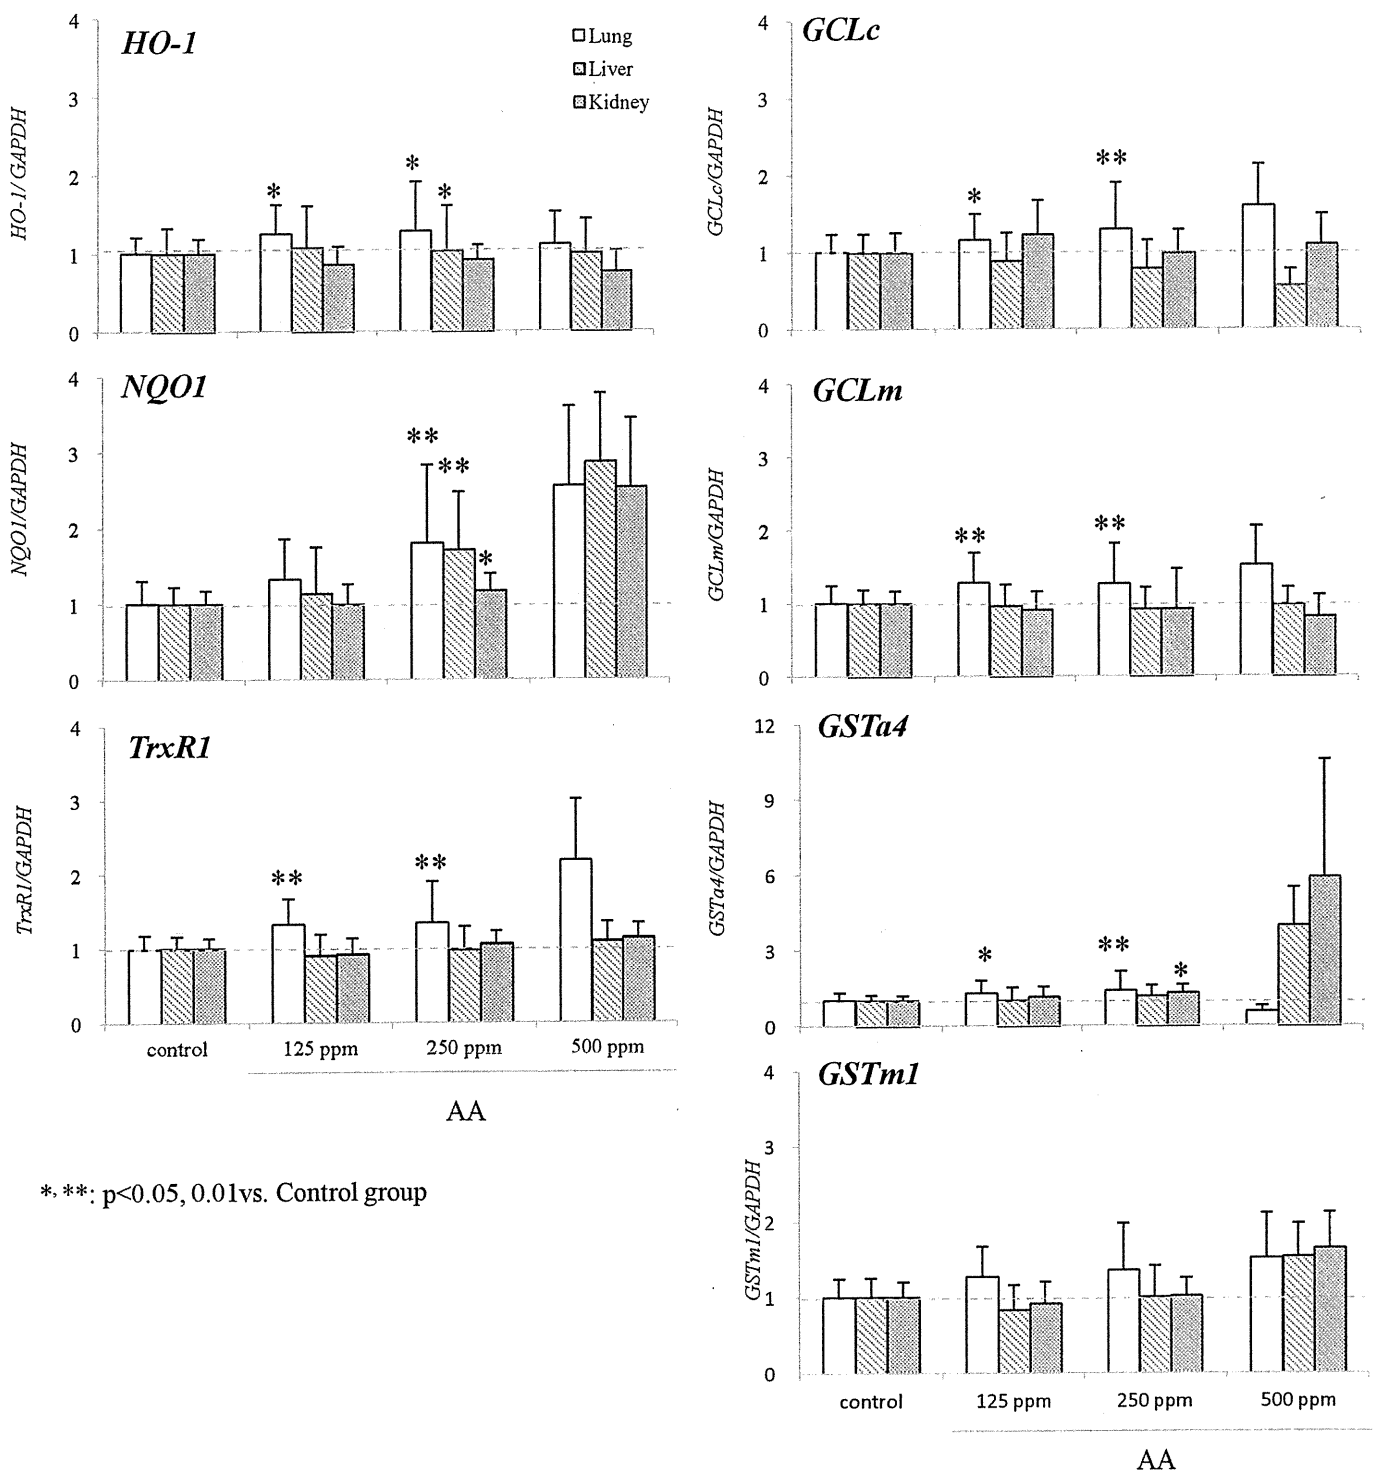 HO-1
Lung
Liver
Kidney
HO-1/ GAPDH
4
3
2
1
0
*
*
*
GCLc
GCLc/GAPDH
4
3
2
1
0
*
**
NQO1
NQO1/GAPDH
4
3
2
1
0
**
**
*
GCLm
GCLm/GAPDH
4
3
2
1
0
**
**
TrxR1
TrxR1/GAPDH
4
3
2
1
0
**
**
control 125 ppm 250 ppm 500 ppm
AA
GSTa4
GSTa4/GAPDH
12
9
6
3
0
*
**
*
GSTm1
GSTm1/GAPDH
4
3
2
1
0
control 125 ppm 250 ppm 500 ppm
AA
*,**: p<0.05, 0.01vs. Control group